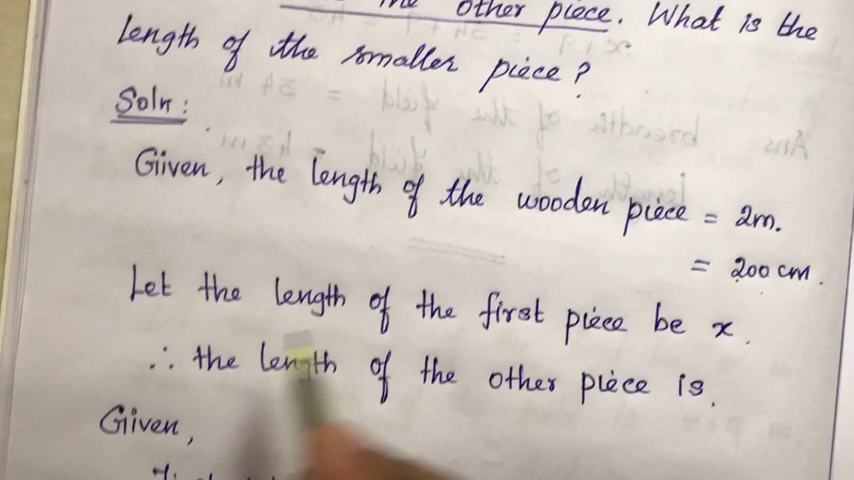 the other piece. What is the
length of the smaller piece?
Soln:
Given, the length of the wooden piece = 2m.
= 200 cm.
Let the length of the first piece be x.
∴ the length of the other piece is.
Given,